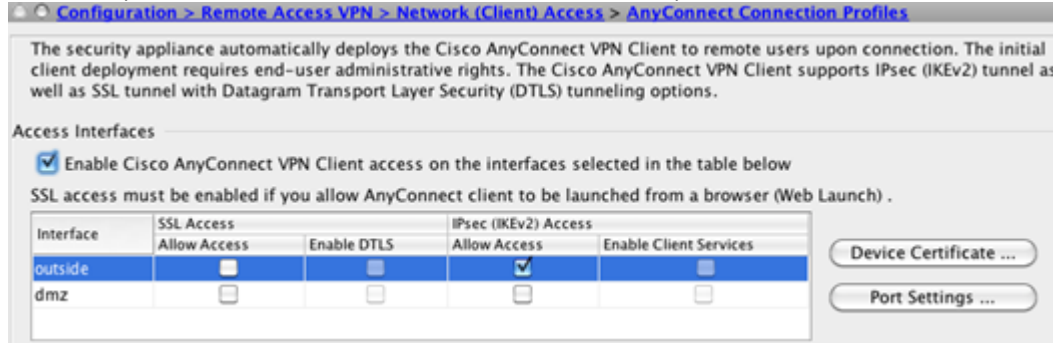 Configuration > Remote Access VPN > Network (Client) Access > AnyConnect Connection Profiles
The security appliance automatically deploys the Cisco AnyConnect VPN Client to remote users upon connection. The initial
client deployment requires end-user administrative rights. The Cisco AnyConnect VPN Client supports IPsec (IKEv2) tunnel as
well as SSL tunnel with Datagram Transport Layer Security (DTLS) tunneling options.
Access Interfaces
Enable Cisco AnyConnect VPN Client access on the interfaces selected in the table below
SSL access must be enabled if you allow AnyConnect client to be launched from a browser (Web Launch) .
Interface SSL Access IPsec (IKEv2) Access
Allow Access Enable DTLS Allow Access Enable Client Services
outside
dmz
Device Certificate ...
Port Settings ...